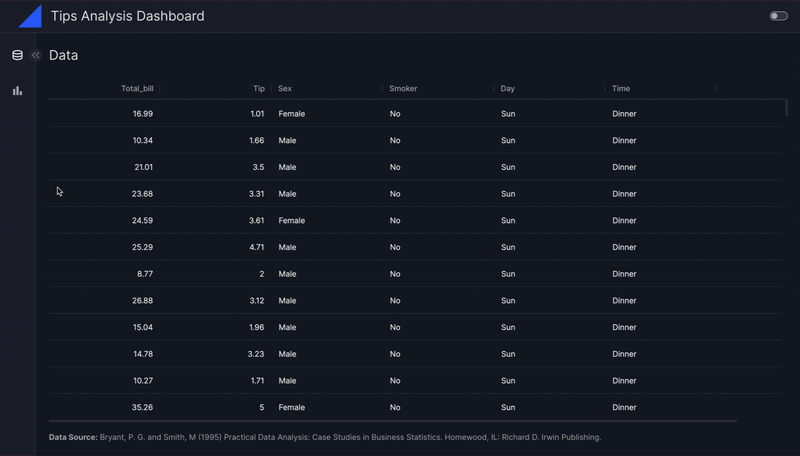 Tips Analysis Dashboard
Data
Total_bill Tip Sex Smoker Day Time
16.99 1.01 Female No Sun Dinner
10.34 1.66 Male No Sun Dinner
21.01 3.5 Male No Sun Dinner
23.68 3.31 Male No Sun Dinner
24.59 3.61 Female No Sun Dinner
25.29 4.71 Male No Sun Dinner
8.77 2 Male No Sun Dinner
26.88 3.12 Male No Sun Dinner
15.04 1.96 Male No Sun Dinner
14.78 3.23 Male No Sun Dinner
10.27 1.71 Male No Sun Dinner
35.26 5 Female No Sun Dinner
Data Source: Bryant, P. G. and Smith, M (1995) Practical Data Analysis: Case Studies in Business Statistics. Homewood, IL: Richard D. Irwin Publishing.